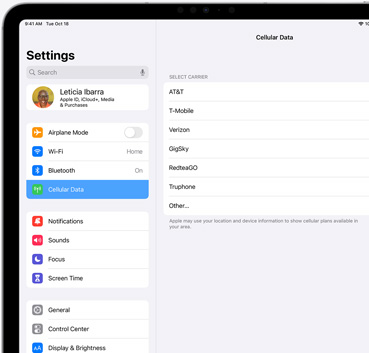 9:41 AM Tue Oct 18
Cellular Data
Settings
Search
Leticia Ibarra
Apple ID, iCloud+, Media
& Purchases
Airplane Mode
Wi-Fi Home
Bluetooth On
Cellular Data
Notifications
Sounds
Focus
Screen Time
General
Control Center
Display & Brightness
SELECT CARRIER
AT&T
T-Mobile
Verizon
GigSky
RedteaGO
Truphone
Other...
Apple may use your location and device information to show cellular plans available in
your area.